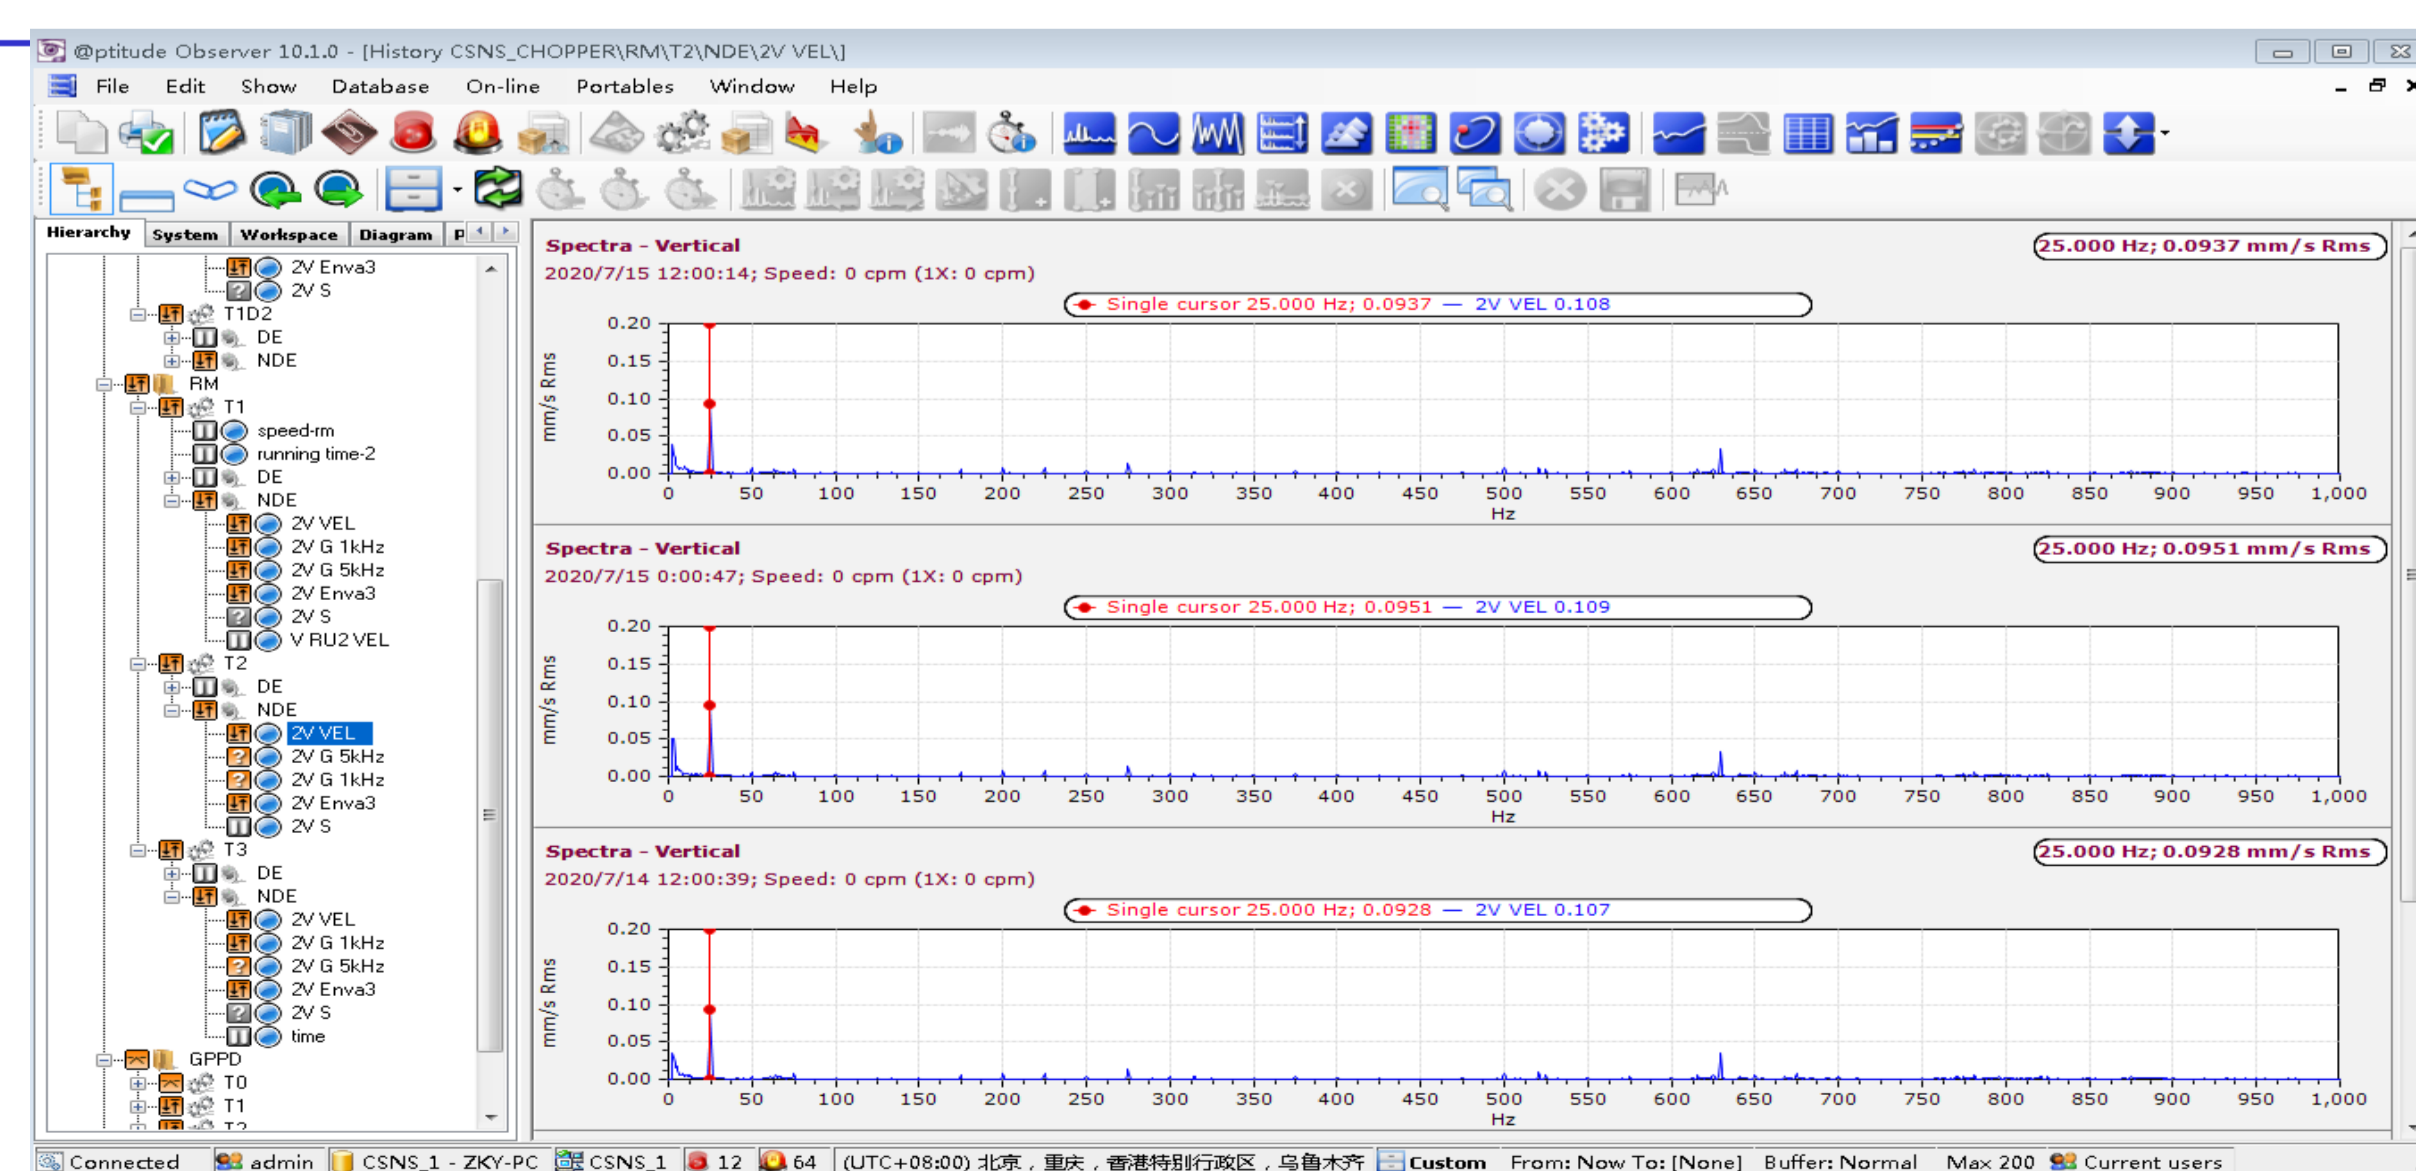 @ptitude Observer 10.1.0 - [History CSNS_CHOPPER\RM\T2\NDE\2V VEL\]
File Edit Show Database On-line Portables Window Help
Hierarchy System Workspace Diagram P
2V Enva3
2V S
T1D2
DE
NDE
RM
T1
speed-rm
running time-2
DE
NDE
2V VEL
2V G 1kHz
2V G 5kHz
2V Enva3
2V S
V RU2 VEL
T2
DE
NDE
2V VEL
2V G 5kHz
2V G 1kHz
2V Enva3
2V S
T3
DE
NDE
2V VEL
2V G 1kHz
2V G 5kHz
2V Enva3
2V S
time
GPPD
T0
T1
T2
Spectra - Vertical
25.000 Hz; 0.0937 mm/s Rms
2020/7/15 12:00:14; Speed: 0 cpm (1X: 0 cpm)
Single cursor 25.000 Hz; 0.0937 — 2V VEL 0.108
mm/s Rms
0.20
0.15
0.10
0.05
0.00
0 50 100 150 200 250 300 350 400 450 500 550 600 650 700 750 800 850 900 950 1,000
Hz
Spectra - Vertical
25.000 Hz; 0.0951 mm/s Rms
2020/7/15 0:00:47; Speed: 0 cpm (1X: 0 cpm)
Single cursor 25.000 Hz; 0.0951 — 2V VEL 0.109
mm/s Rms
0.20
0.15
0.10
0.05
0.00
0 50 100 150 200 250 300 350 400 450 500 550 600 650 700 750 800 850 900 950 1,000
Hz
Spectra - Vertical
25.000 Hz; 0.0928 mm/s Rms
2020/7/14 12:00:39; Speed: 0 cpm (1X: 0 cpm)
Single cursor 25.000 Hz; 0.0928 — 2V VEL 0.107
mm/s Rms
0.20
0.15
0.10
0.05
0.00
0 50 100 150 200 250 300 350 400 450 500 550 600 650 700 750 800 850 900 950 1,000
Hz
Connected admin CSNS_1 - ZKY-PC CSNS_1 12 64 (UTC+08:00) 北京，重庆，香港特别行政区，乌鲁木齐 Custom From: Now To: [None] Buffer: Normal Max 200 Current users